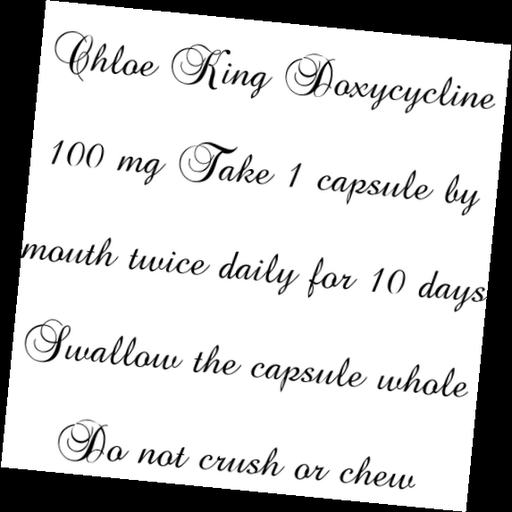 Chloe King Doxycycline
100 mg Take 1 capsule by
mouth twice daily for 10 days
Swallow the capsule whole
Do not crush or chew